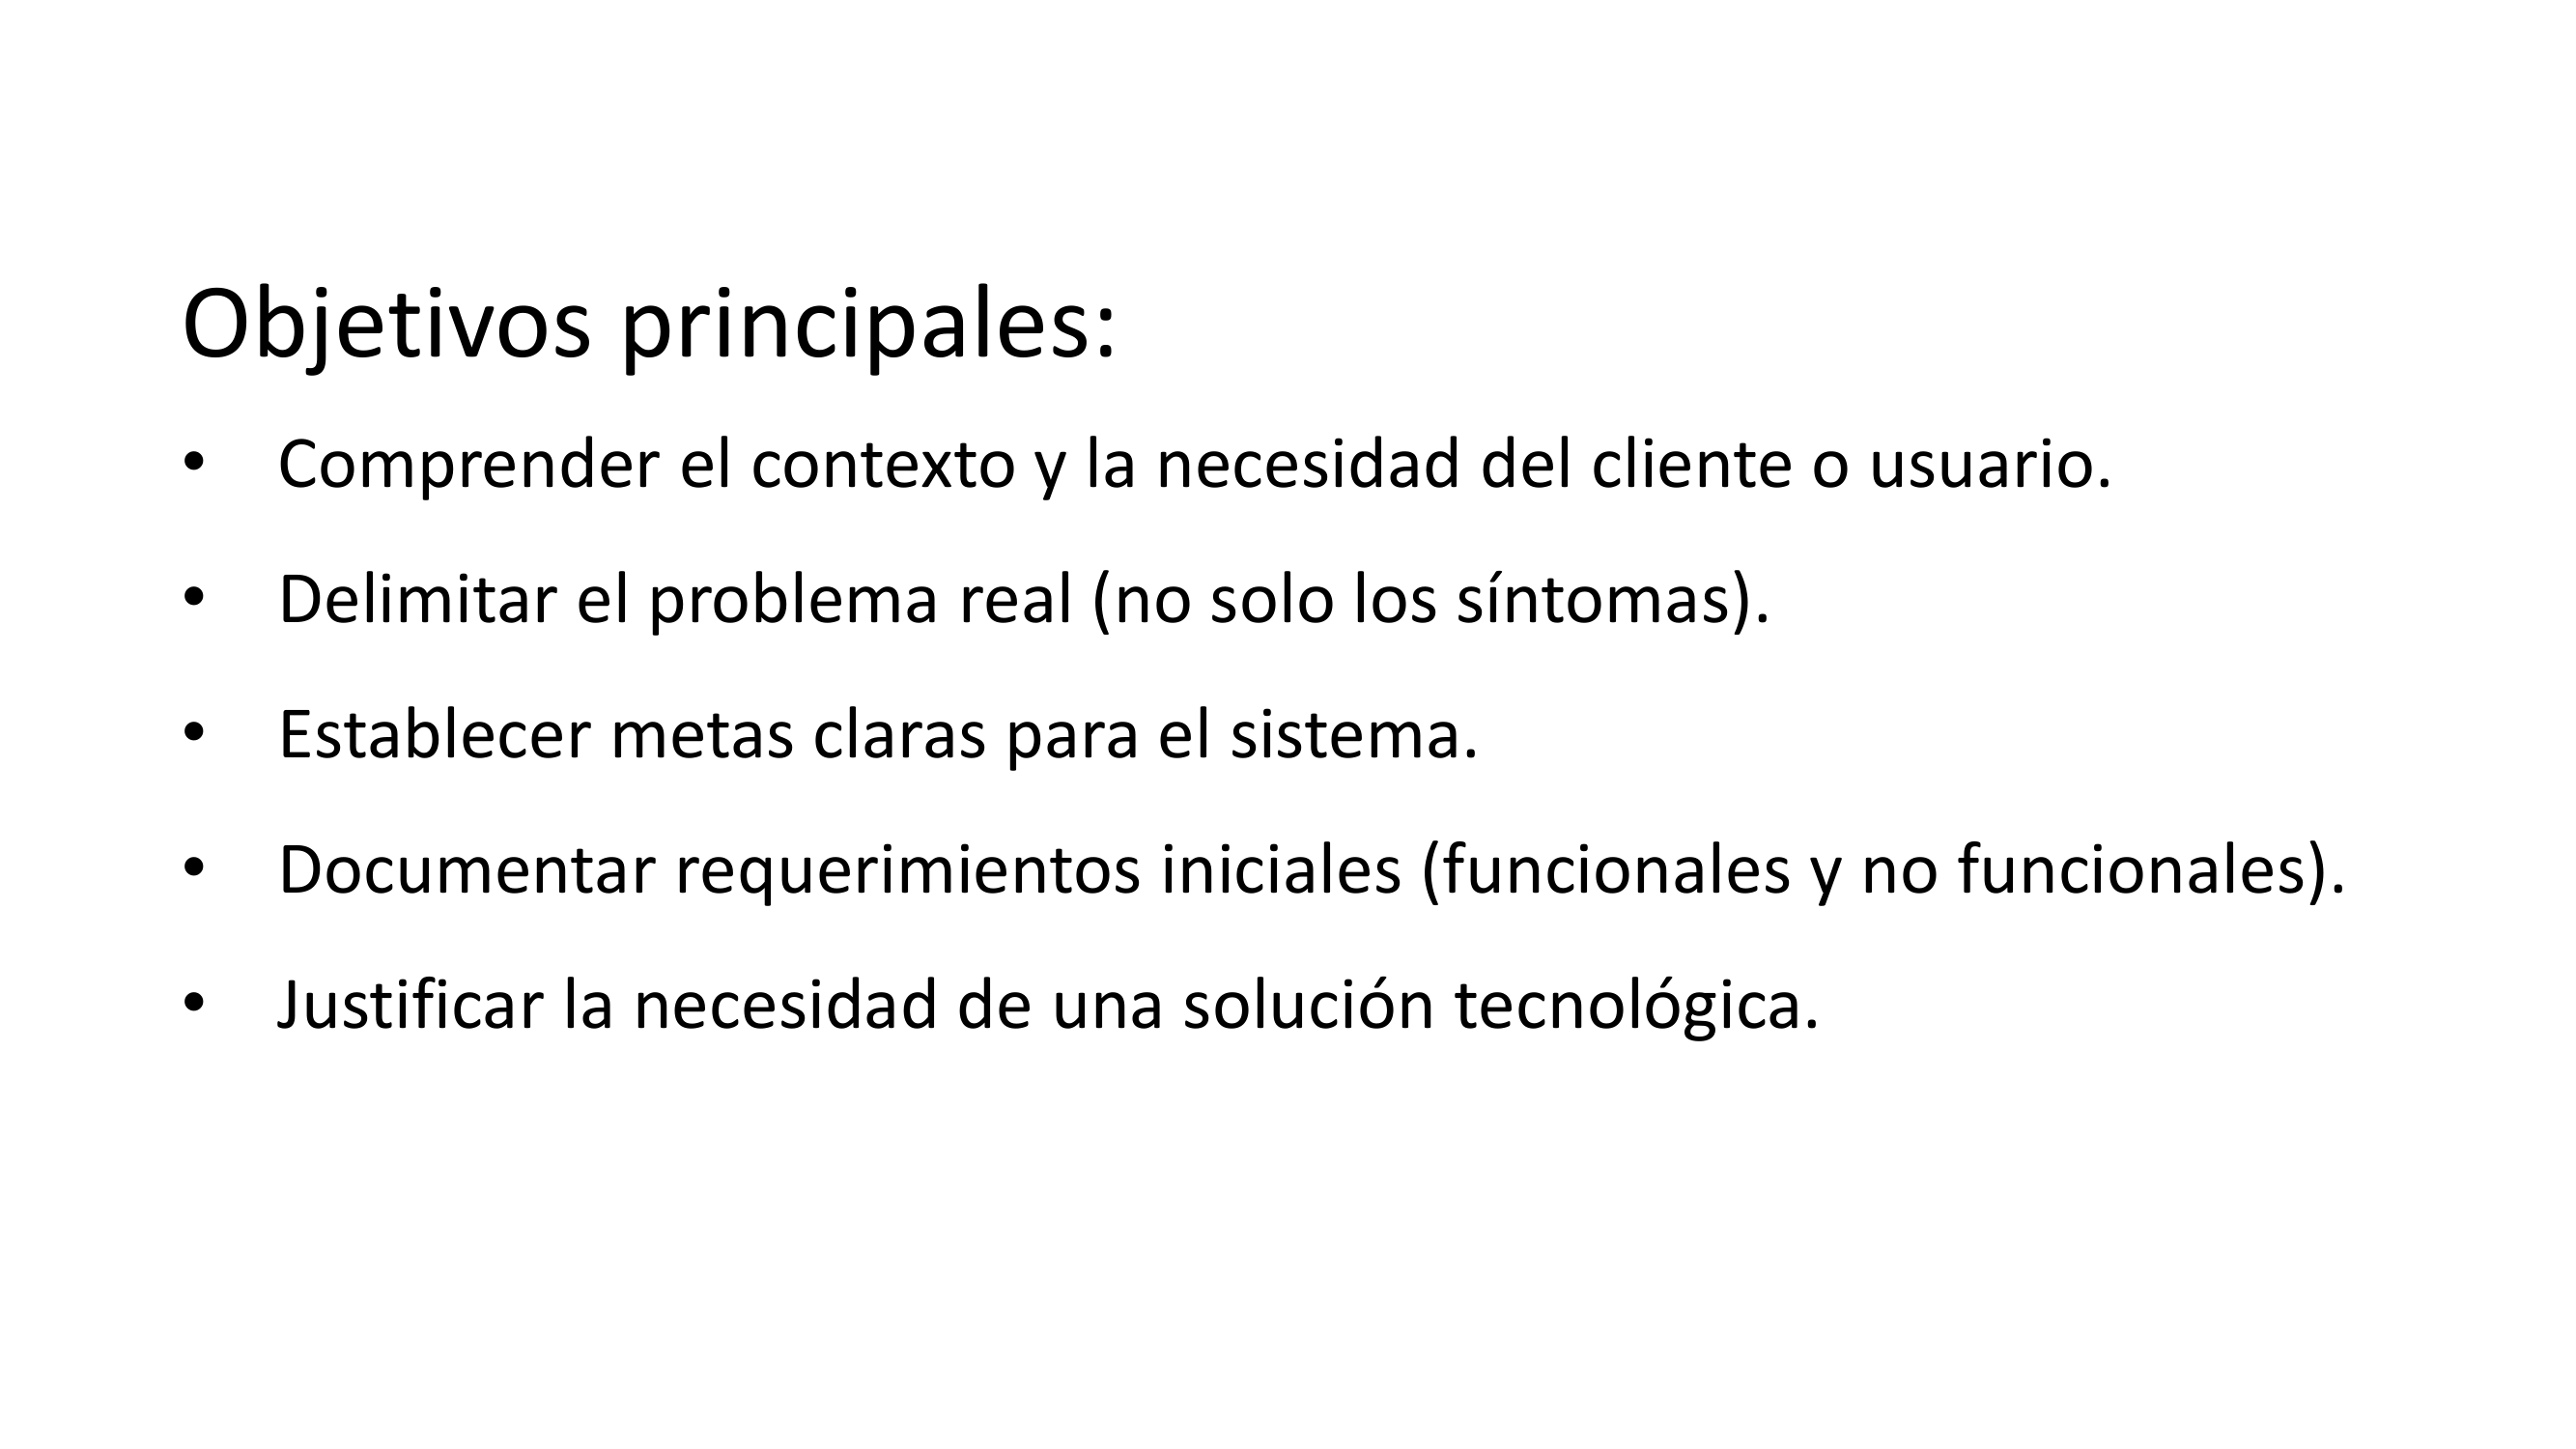 Objetivos principales:
• Comprender el contexto y la necesidad del cliente o usuario.
• Delimitar el problema real (no solo los síntomas).
• Establecer metas claras para el sistema.
• Documentar requerimientos iniciales (funcionales y no funcionales).
• Justificar la necesidad de una solución tecnológica.